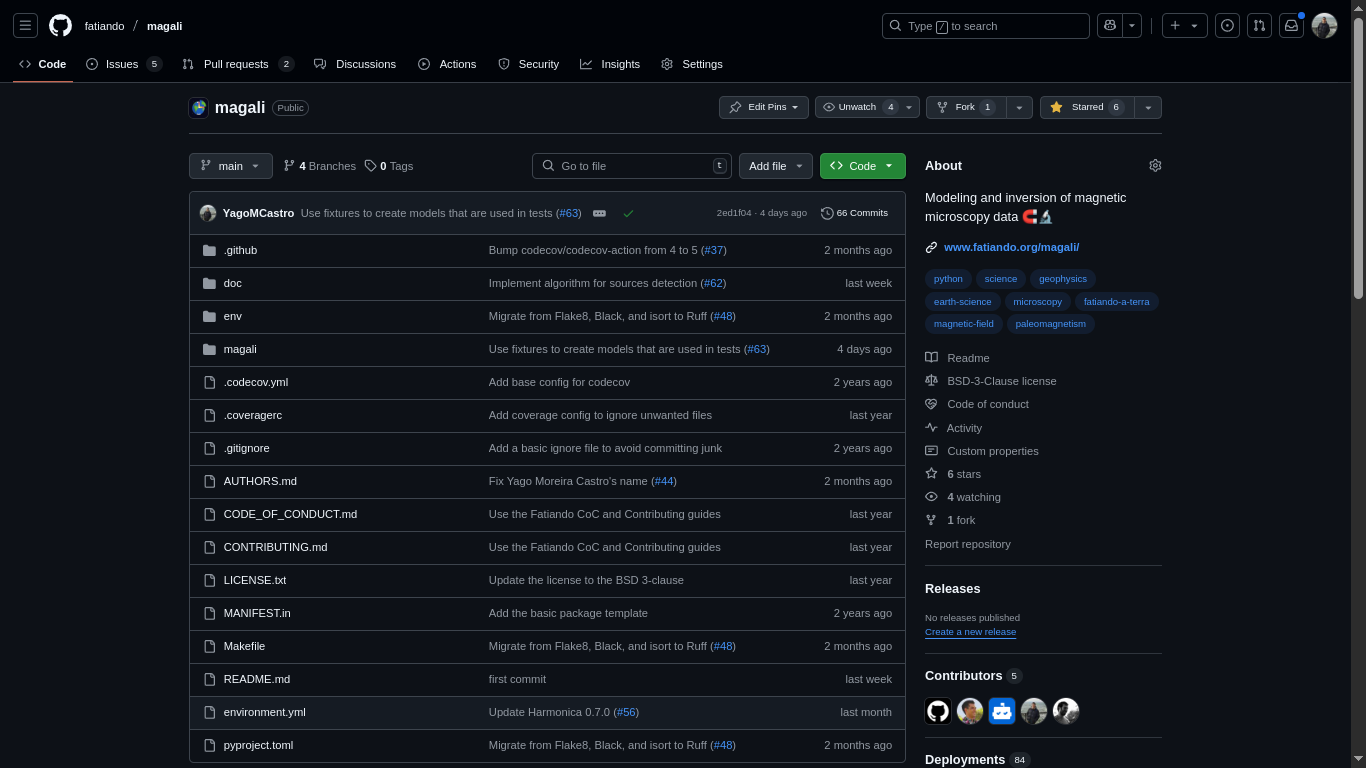 fatiando / magali
Type / to search
Code Issues 5 Pull requests 2 Discussions Actions Security Insights Settings
magali Public
Edit Pins Unwatch 4 Fork 1 Starred 6
main 4 Branches 0 Tags Go to file t Add file Code
YagoMCastro Use fixtures to create models that are used in tests (#63) 2ed1f04 · 4 days ago 66 Commits
.github Bump codecov/codecov-action from 4 to 5 (#37) 2 months ago
doc Implement algorithm for sources detection (#62) last week
env Migrate from Flake8, Black, and isort to Ruff (#48) 2 months ago
magali Use fixtures to create models that are used in tests (#63) 4 days ago
.codecov.yml Add base config for codecov 2 years ago
.coveragerc Add coverage config to ignore unwanted files last year
.gitignore Add a basic ignore file to avoid committing junk 2 years ago
AUTHORS.md Fix Yago Moreira Castro's name (#44) 2 months ago
CODE_OF_CONDUCT.md Use the Fatiando CoC and Contributing guides last year
CONTRIBUTING.md Use the Fatiando CoC and Contributing guides last year
LICENSE.txt Update the license to the BSD 3-clause last year
MANIFEST.in Add the basic package template 2 years ago
Makefile Migrate from Flake8, Black, and isort to Ruff (#48) 2 months ago
README.md first commit last week
environment.yml Update Harmonica 0.7.0 (#56) last month
pyproject.toml Migrate from Flake8, Black, and isort to Ruff (#48) 2 months ago
About
Modeling and inversion of magnetic
microscopy data 🧲🔬
www.fatiando.org/magali/
python science geophysics
earth-science microscopy fatiando-a-terra
magnetic-field paleomagnetism
Readme
BSD-3-Clause license
Code of conduct
Activity
Custom properties
6 stars
4 watching
1 fork
Report repository
Releases
No releases published
Create a new release
Contributors 5
Deployments 84